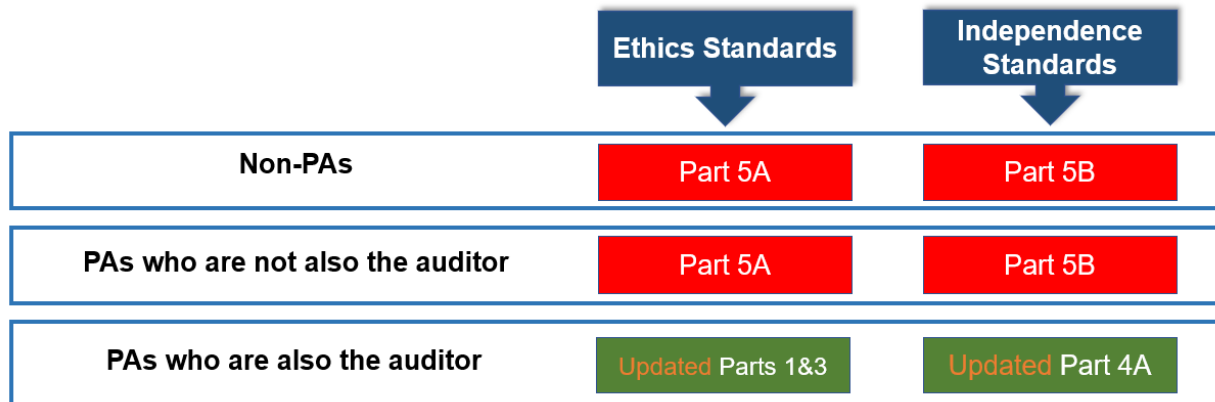 Ethics Standards
Independence
Standards
Non-PAs
Part 5A
Part 5B
PAs who are not also the auditor
Part 5A
Part 5B
PAs who are also the auditor
Updated Parts 1&3
Updated Part 4A